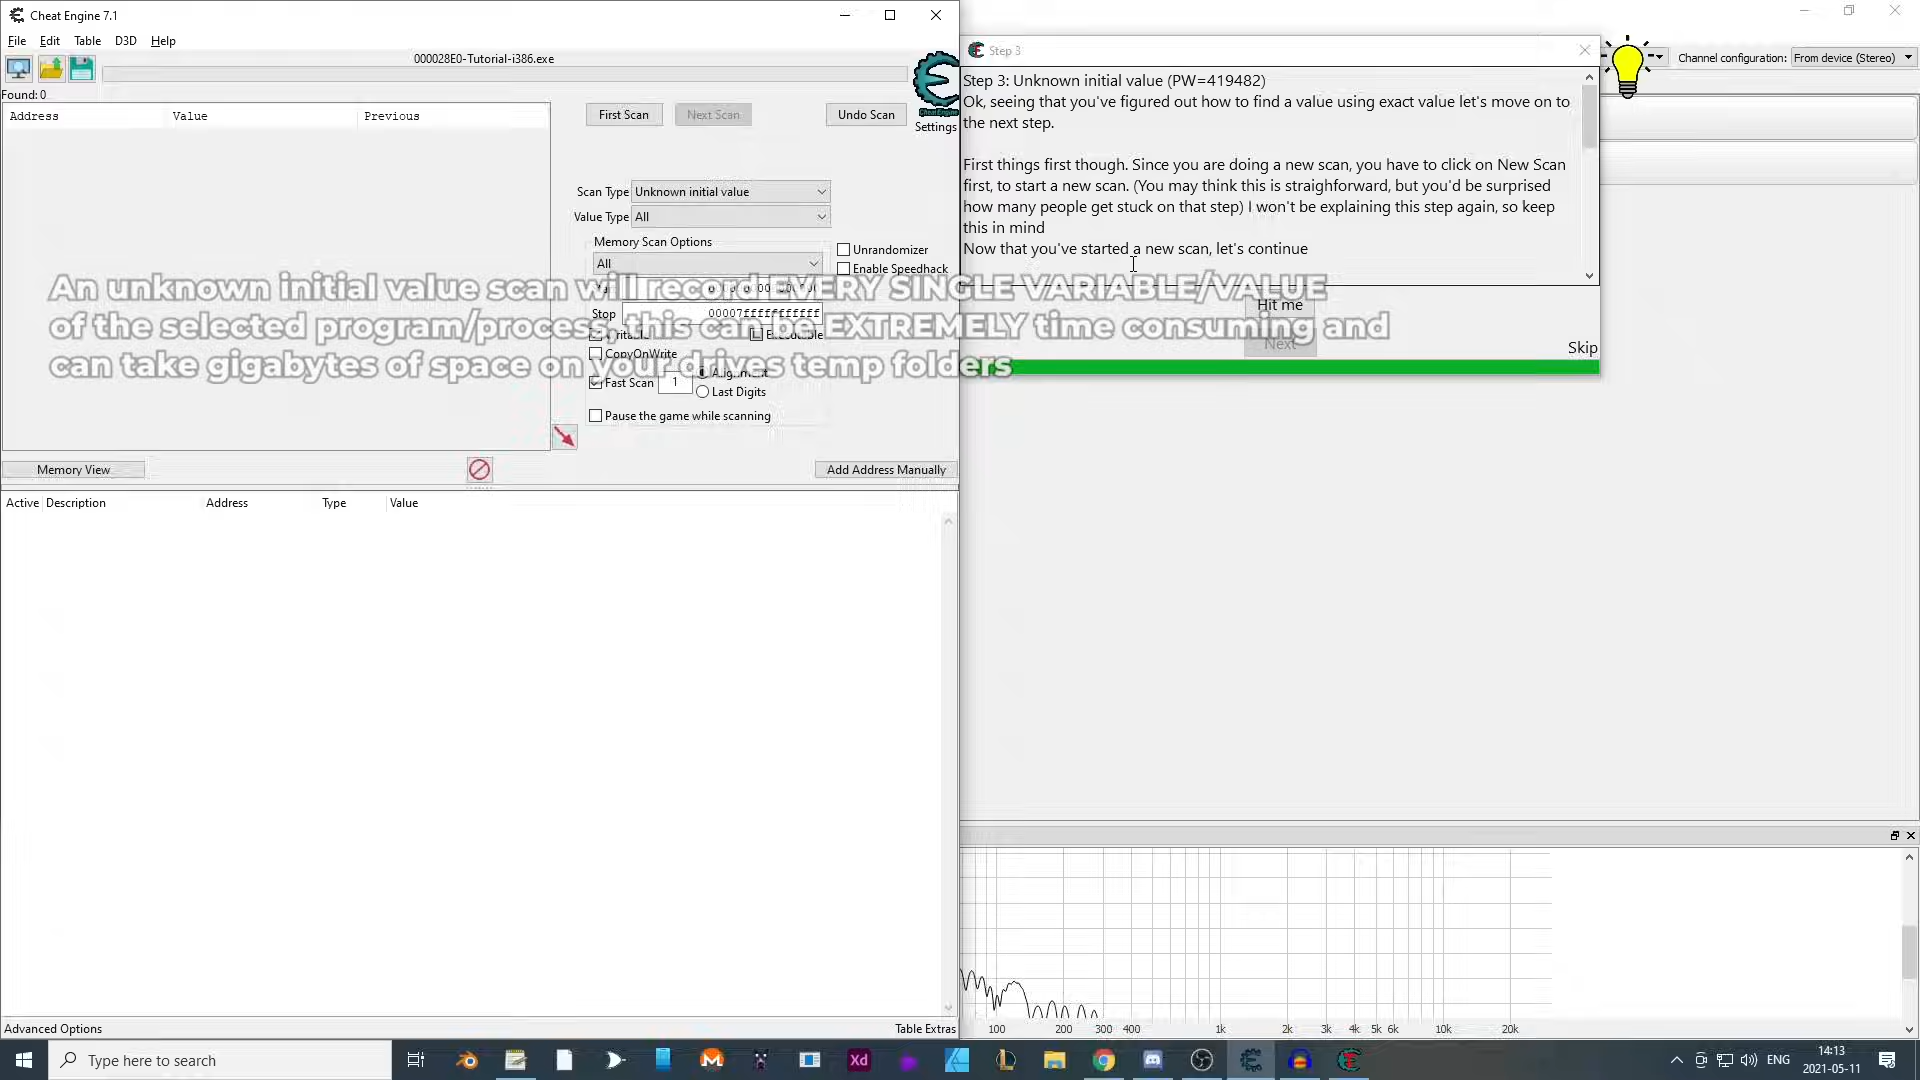 Cheat Engine 7.1
File Edit Table D3D Help
000028E0-Tutorial-i386.exe
Found: 0
Address Value Previous
First Scan Next Scan Undo Scan
Settings
Scan Type Unknown initial value
Value Type All
Memory Scan Options
All
Unrandomizer
Enable Speedhack
Stop 00007fffffffffff
CopyOnWrite
Fast Scan 1 Alignment
Last Digits
Pause the game while scanning
Memory View
Add Address Manually
Active Description Address Type Value
Advanced Options Table Extras
An unknown initial value scan will record EVERY SINGLE VARIABLE/VALUE
of the selected program/process, this can be EXTREMELY time consuming and
can take gigabytes of space on your drives temp folders
Step 3
Step 3: Unknown initial value (PW=419482)
Ok, seeing that you've figured out how to find a value using exact value let's move on to
the next step.
First things first though. Since you are doing a new scan, you have to click on New Scan
first, to start a new scan. (You may think this is straighforward, but you'd be surprised
how many people get stuck on that step) I won't be explaining this step again, so keep
this in mind
Now that you've started a new scan, let's continue
Hit me
Next
Skip
Channel configuration: From device (Stereo)
100 200 300 400 1k 2k 3k 4k 5k 6k 10k 20k
Type here to search
Xd
ENG
14:13
2021-05-11